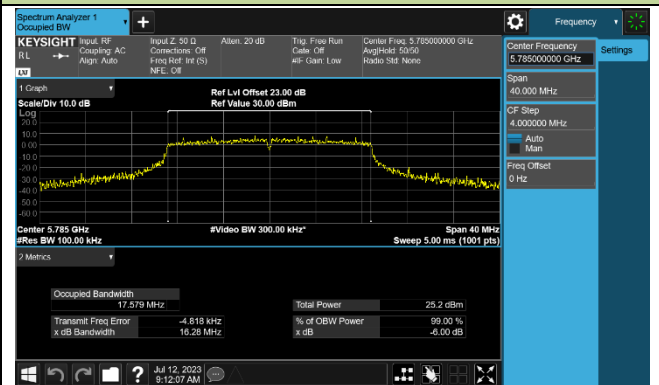 Spectrum Analyzer 1
Occupied BW
Frequency
KEYSIGHT
RL
Input: RF
Coupling: AC
Align: Auto
Input Z: 50 Ω
Corrections: Off
Freq Ref: Int (S)
NFE: Off
Atten: 20 dB
Trig: Free Run
Gate: Off
#IF Gain: Low
Center Freq: 5.785000000 GHz
Avg|Hold: 50/50
Radio Std: None
LXI
1 Graph
Scale/Div 10.0 dB
Ref Lvl Offset 23.00 dB
Ref Value 30.00 dBm
Log
20.0
10.0
0.00
-10.0
-20.0
-30.0
-40.0
-50.0
-60.0
Center 5.785 GHz
#Res BW 100.00 kHz
#Video BW 300.00 kHz*
Span 40 MHz
Sweep 5.00 ms (1001 pts)
2 Metrics
Occupied Bandwidth
17.579 MHz
Total Power
25.2 dBm
Transmit Freq Error
-4.818 kHz
% of OBW Power
99.00 %
x dB Bandwidth
16.28 MHz
x dB
-6.00 dB
Jul 12, 2023
9:12:07 AM
Center Frequency
5.785000000 GHz
Settings
Span
40.000 MHz
CF Step
4.000000 MHz
Auto
Man
Freq Offset
0 Hz